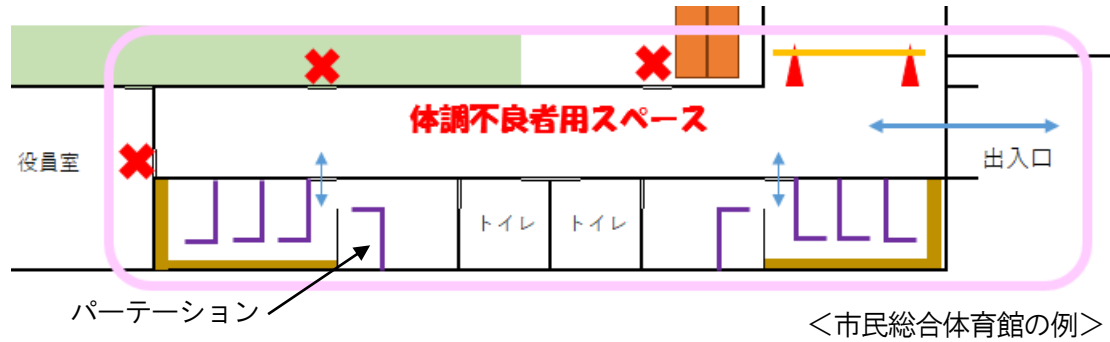 体調不良者用スペース
役員室
出入口
トイレ
トイレ
パーテーション
＜市民総合体育館の例＞